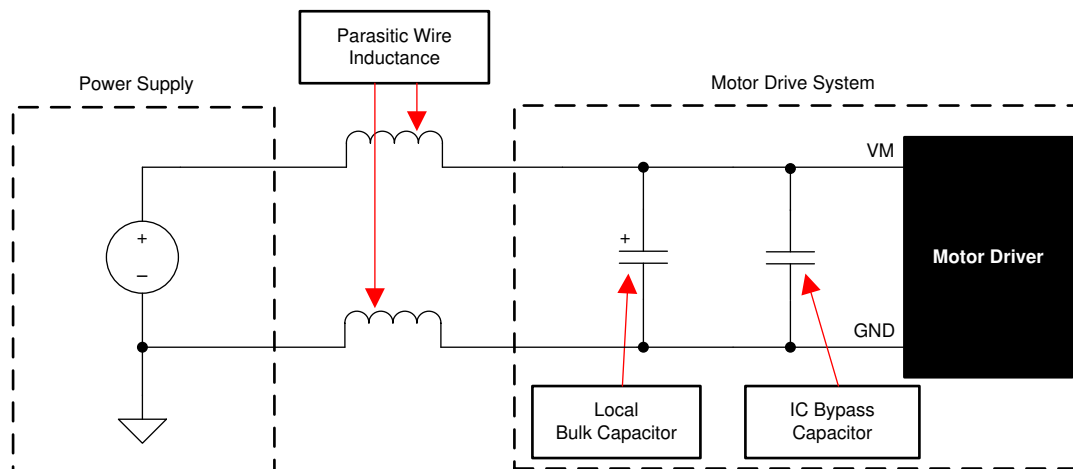 Parasitic Wire
Inductance
Power Supply
Motor Drive System
VM
+
+
–
Motor Driver
GND
Local
Bulk Capacitor
IC Bypass
Capacitor